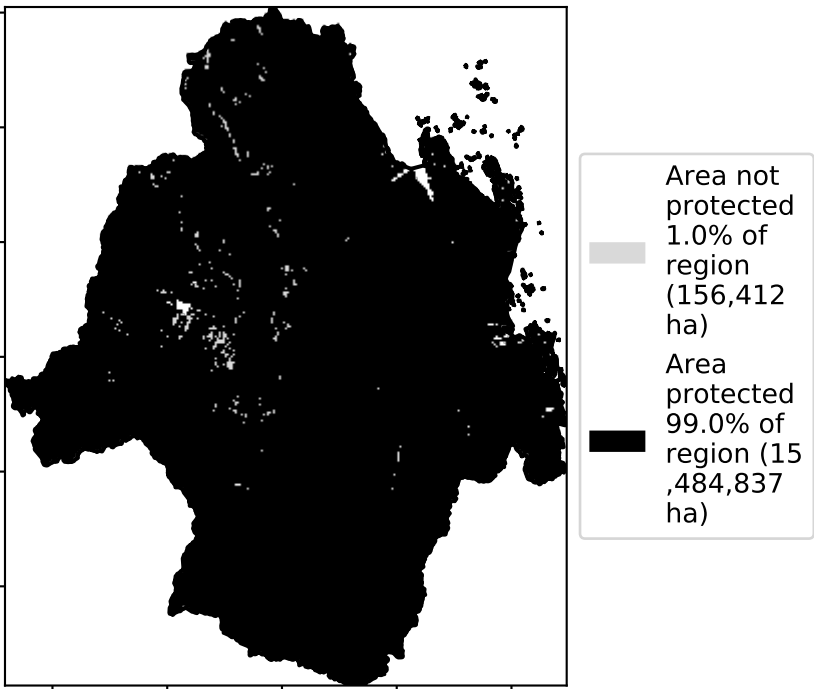 Area not
protected
1.0% of
region
(156,412
ha)
Area
protected
99.0% of
region (15
,484,837
ha)